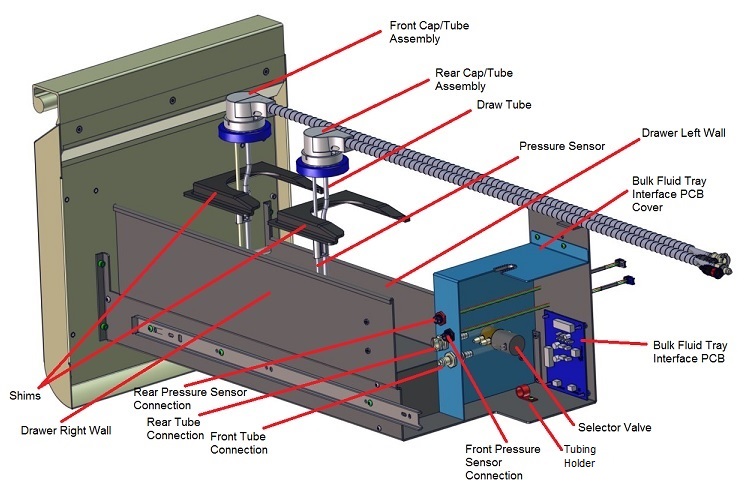 Front Cap/Tube
Assembly
Rear Cap/Tube
Assembly
Draw Tube
Pressure Sensor
Drawer Left Wall
Bulk Fluid Tray
Interface PCB
Cover
Bulk Fluid Tray
Interface PCB
Selector Valve
Tubing
Holder
Front Pressure
Sensor
Connection
Front Tube
Connection
Rear Tube
Connection
Rear Pressure Sensor
Connection
Drawer Right Wall
Shims